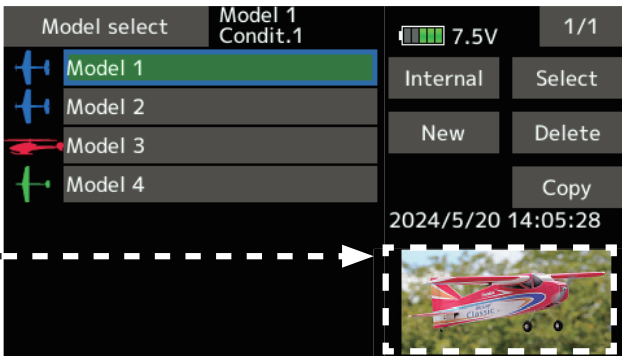 Model select
Model 1
Condit.1
7.5V
1/1
Model 1
Model 2
Model 3
Model 4
Internal
Select
New
Delete
Copy
2024/5/20 14:05:28
Classic